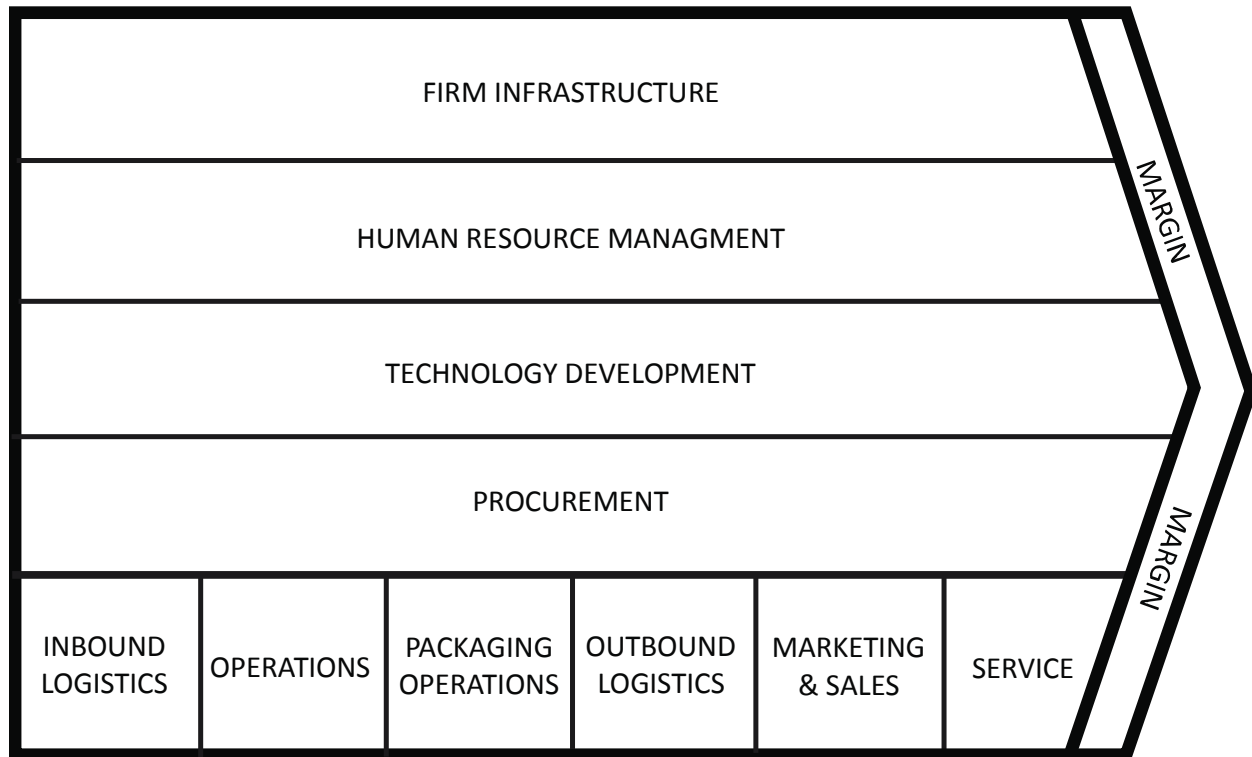 FIRM INFRASTRUCTURE
HUMAN RESOURCE MANAGMENT
TECHNOLOGY DEVELOPMENT
PROCUREMENT
MARGIN
MARGIN
INBOUND
LOGISTICS
OPERATIONS
PACKAGING
OPERATIONS
OUTBOUND
LOGISTICS
MARKETING
& SALES
SERVICE